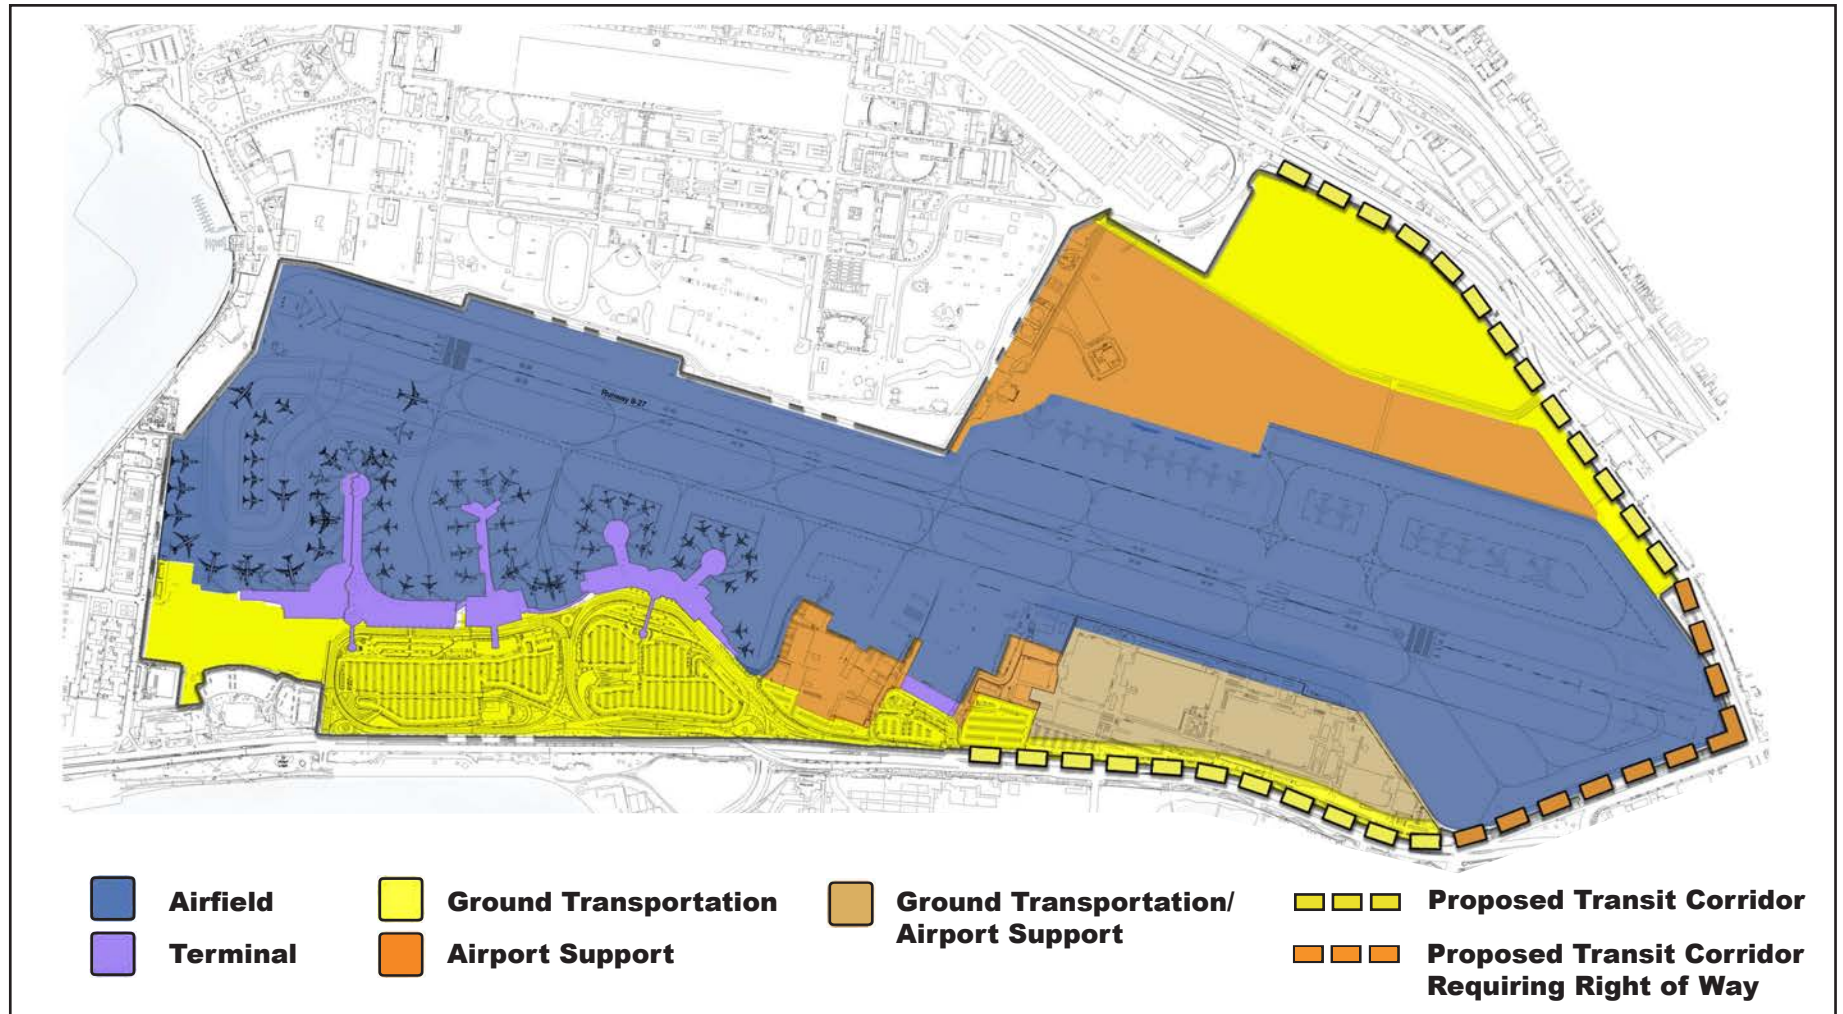 Runway 9-27
Airfield
Terminal
Ground Transportation
Airport Support
Ground Transportation/
Airport Support
Proposed Transit Corridor
Proposed Transit Corridor
Requiring Right of Way